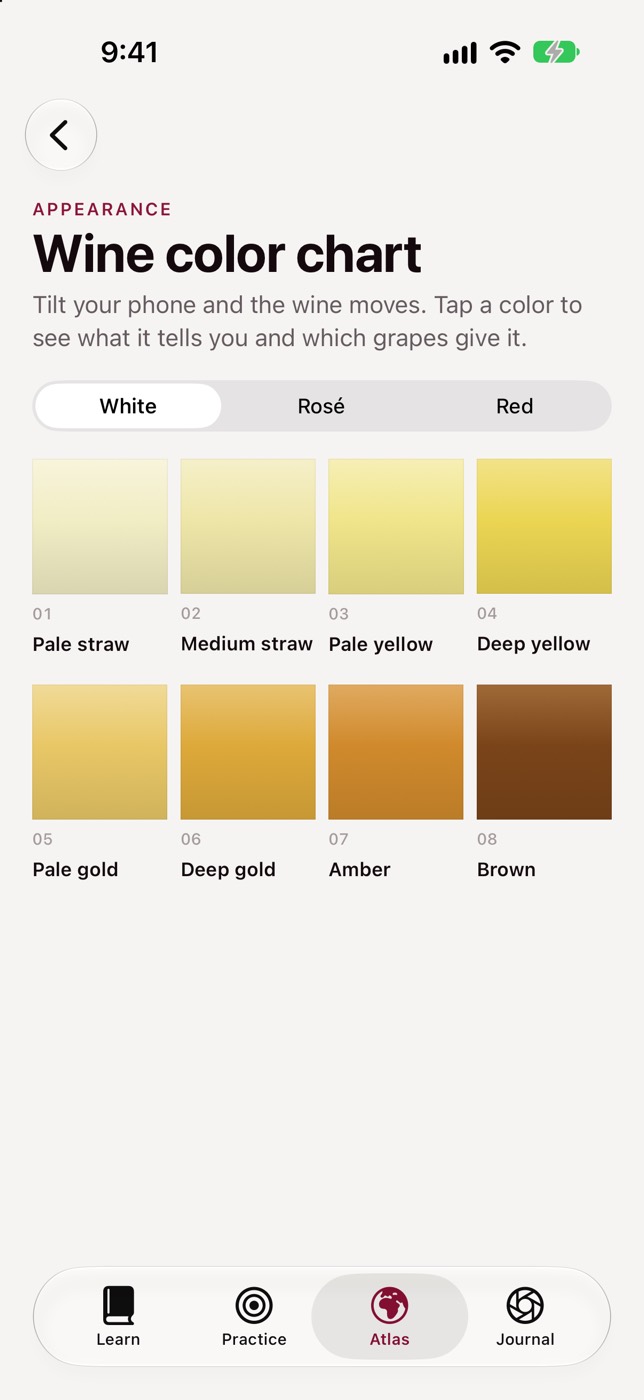 9:41
APPEARANCE
Wine color chart
Tilt your phone and the wine moves. Tap a color to
see what it tells you and which grapes give it.
White Rosé Red
01 02 03 04
Pale straw Medium straw Pale yellow Deep yellow
05 06 07 08
Pale gold Deep gold Amber Brown
Learn Practice Atlas Journal